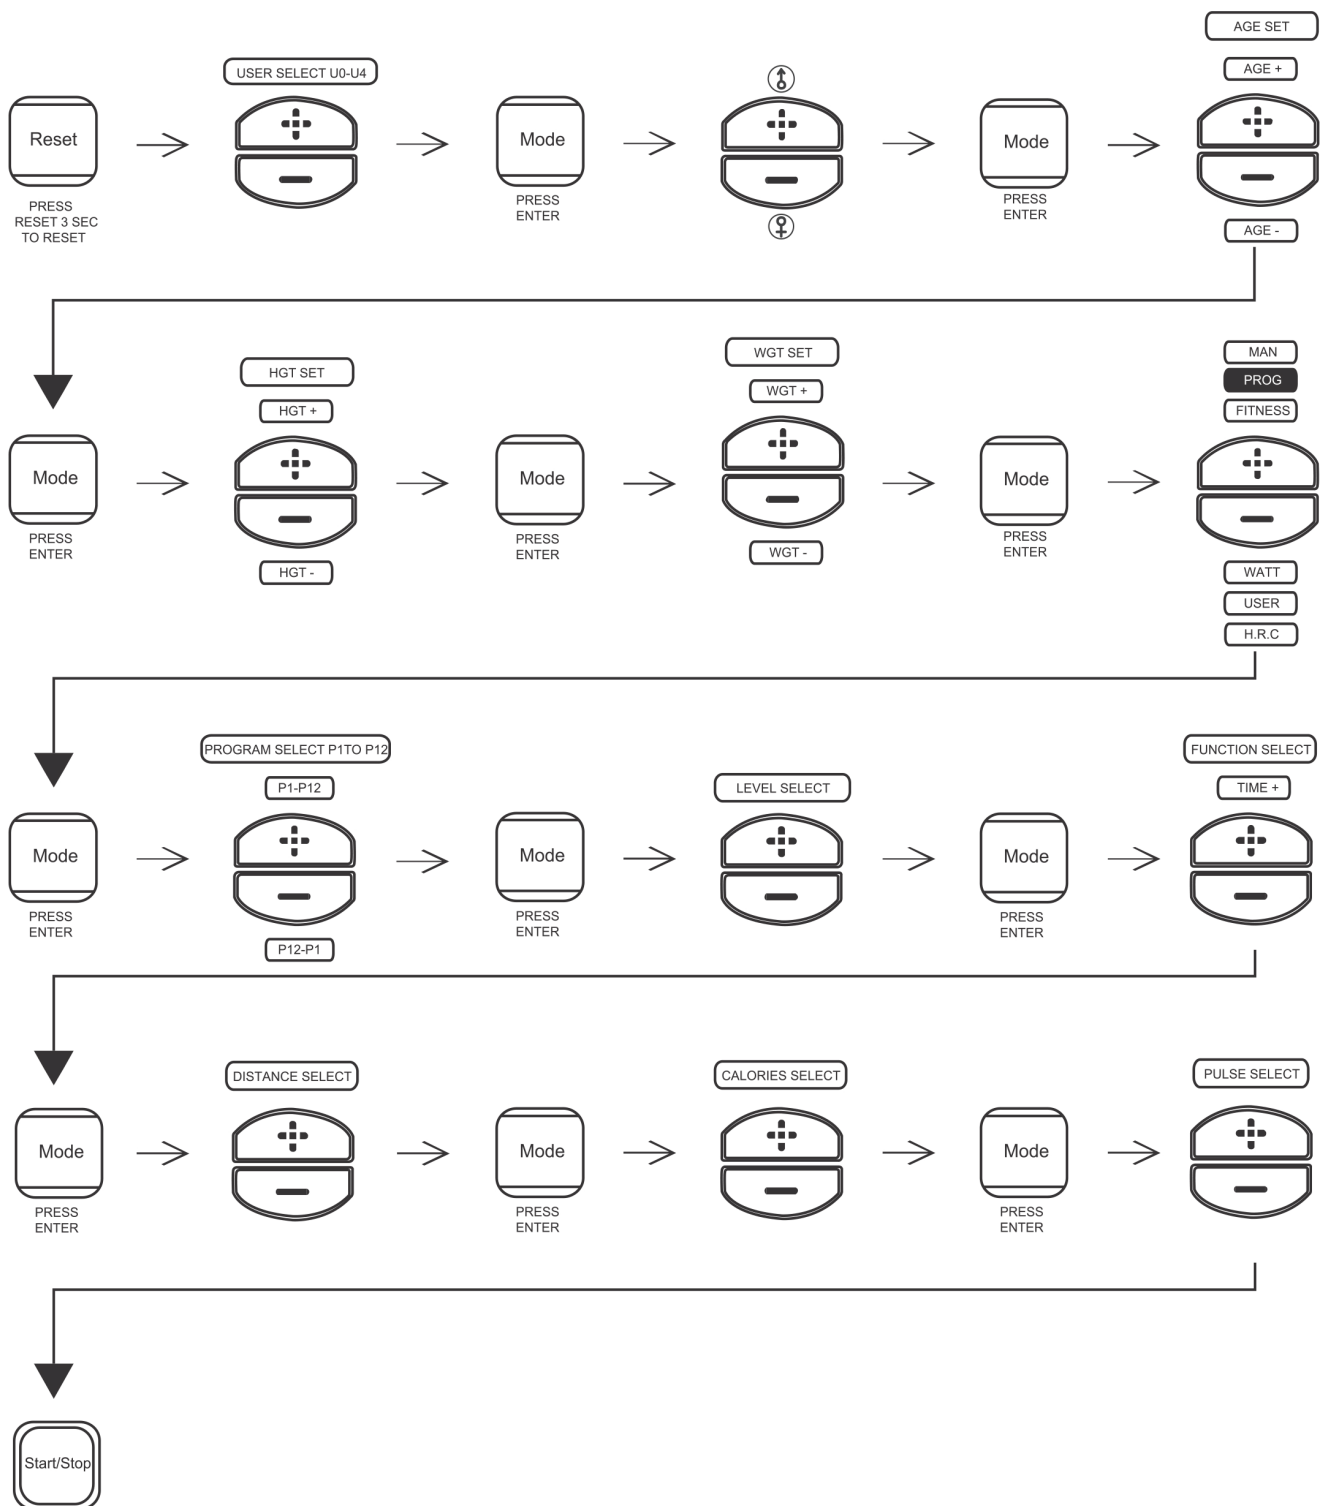 AGE SET
USER SELECT U0-U4
AGE +
Reset
Mode
Mode
PRESS
RESET 3 SEC
TO RESET
PRESS
ENTER
PRESS
ENTER
AGE -
HGT SET
HGT +
WGT SET
WGT +
MAN
PROG
FITNESS
Mode
Mode
Mode
PRESS
ENTER
PRESS
ENTER
PRESS
ENTER
HGT -
WGT -
WATT
USER
H.R.C
PROGRAM SELECT P1TO P12
P1-P12
LEVEL SELECT
FUNCTION SELECT
TIME +
Mode
Mode
Mode
PRESS
ENTER
PRESS
ENTER
PRESS
ENTER
P12-P1
DISTANCE SELECT
CALORIES SELECT
PULSE SELECT
Mode
Mode
Mode
PRESS
ENTER
PRESS
ENTER
PRESS
ENTER
Start/Stop